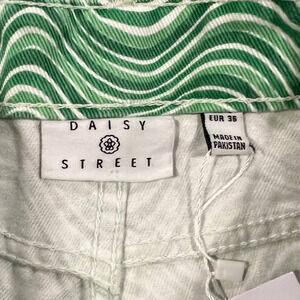 DAISY
STREET
EUR 36
MADE IN
PAKISTAN